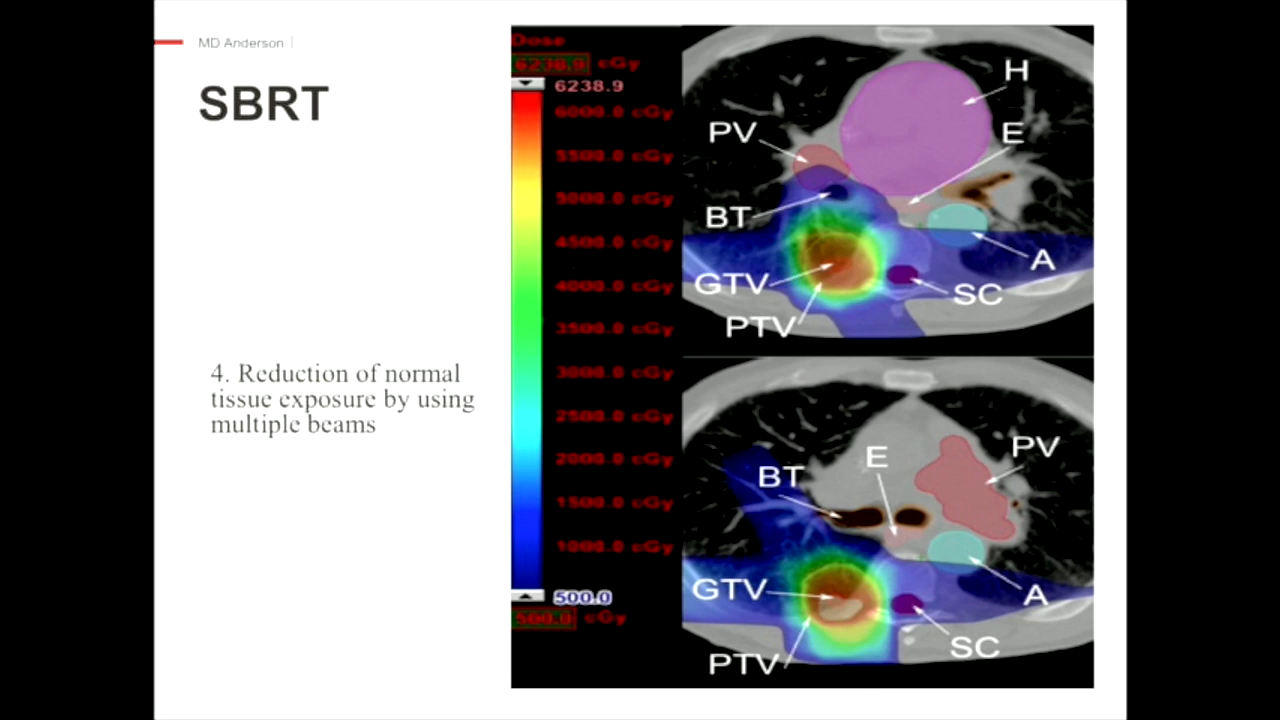 MD Anderson
SBRT
4. Reduction of normal
tissue exposure by using
multiple beams
Dose
6238.9 cGy
6238.9
6000.0 cGy
5500.0 cGy
5000.0 cGy
4500.0 cGy
4000.0 cGy
3500.0 cGy
3000.0 cGy
2500.0 cGy
2000.0 cGy
1500.0 cGy
1000.0 cGy
500.0
500.0 cGy
H
PV
E
BT
A
GTV
SC
PTV
PV
E
BT
GTV
A
SC
PTV